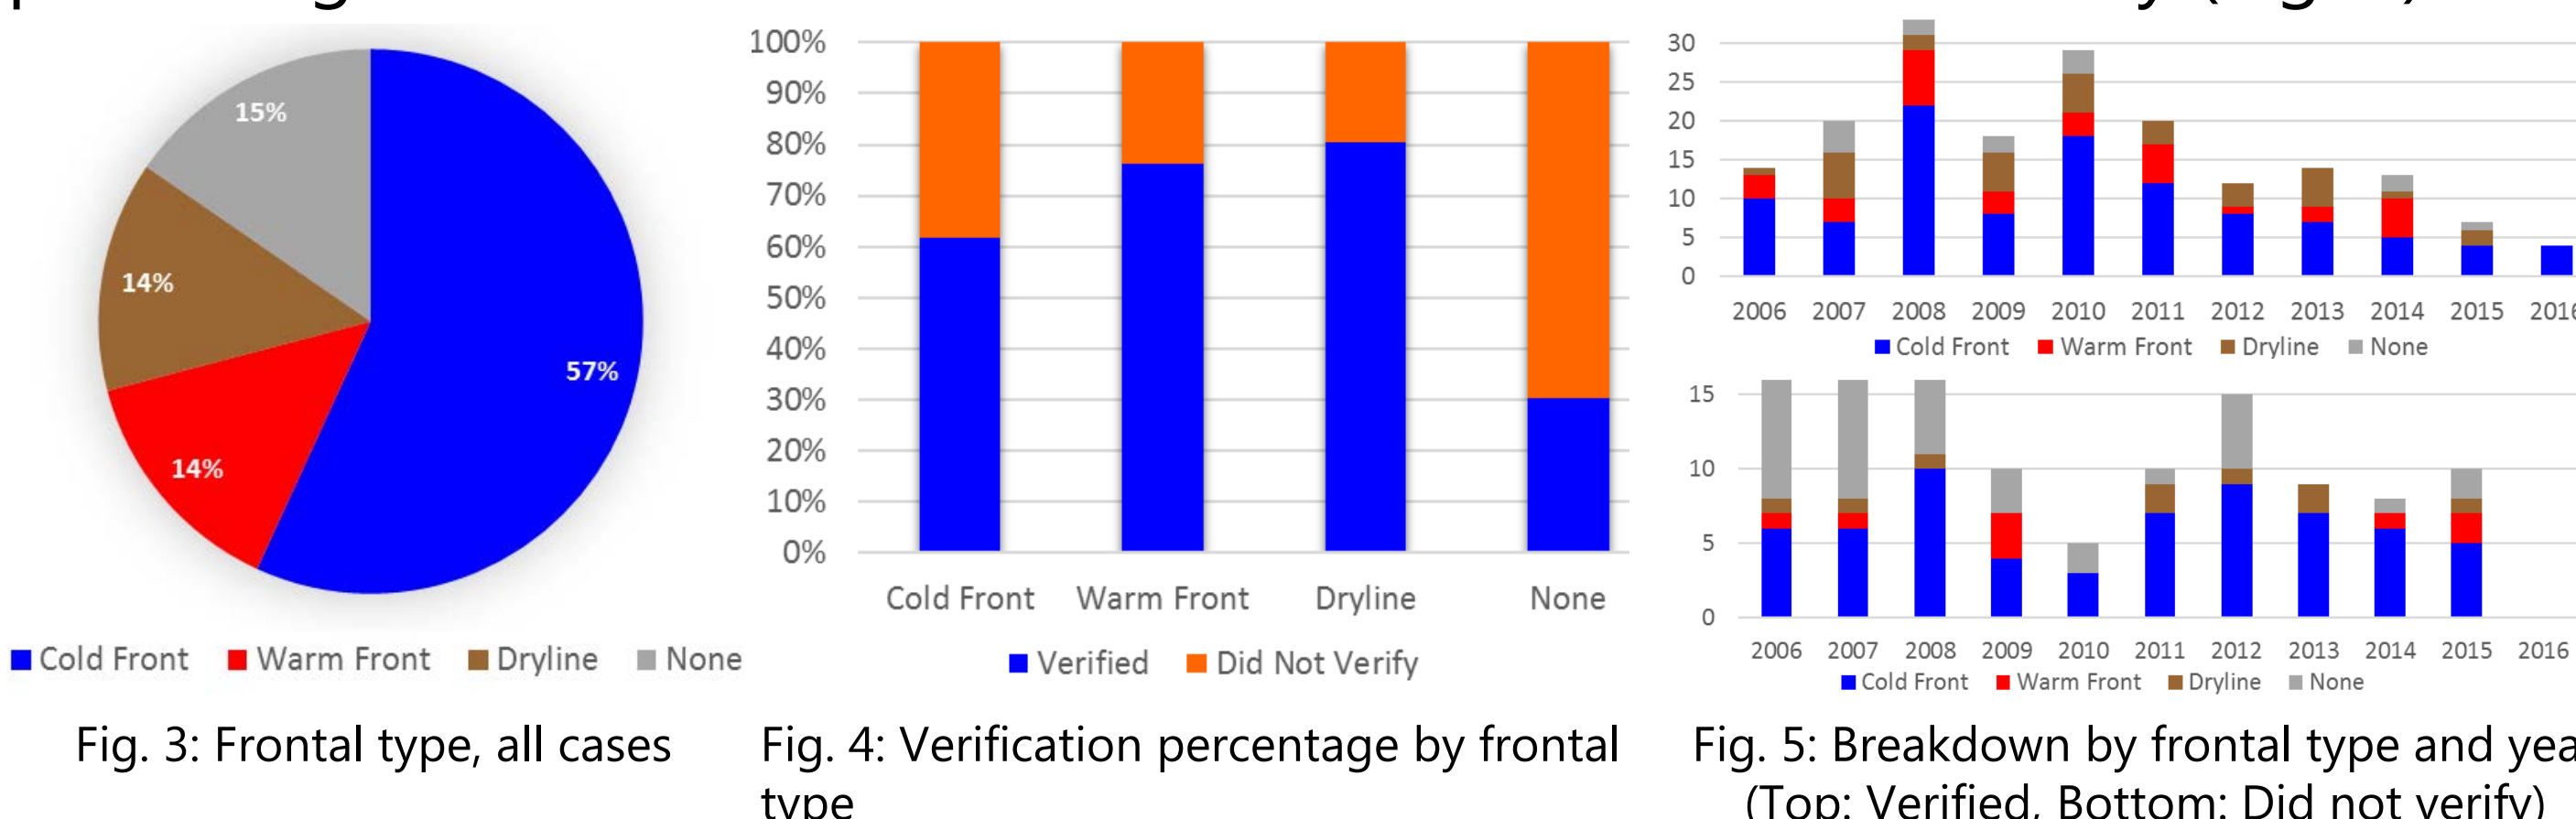 15%
14%
14%
57%
Cold Front Warm Front Dryline None
Fig. 3: Frontal type, all cases
100%
90%
80%
70%
60%
50%
40%
30%
20%
10%
0%
Cold Front Warm Front Dryline None
Verified Did Not Verify
Fig. 4: Verification percentage by frontal
type
30
25
20
15
10
5
0
2006 2007 2008 2009 2010 2011 2012 2013 2014 2015 2016
Cold Front Warm Front Dryline None
15
10
5
0
2006 2007 2008 2009 2010 2011 2012 2013 2014 2015 2016
Cold Front Warm Front Dryline None
Fig. 5: Breakdown by frontal type and yea
(Top: Verified, Bottom: Did not verify)